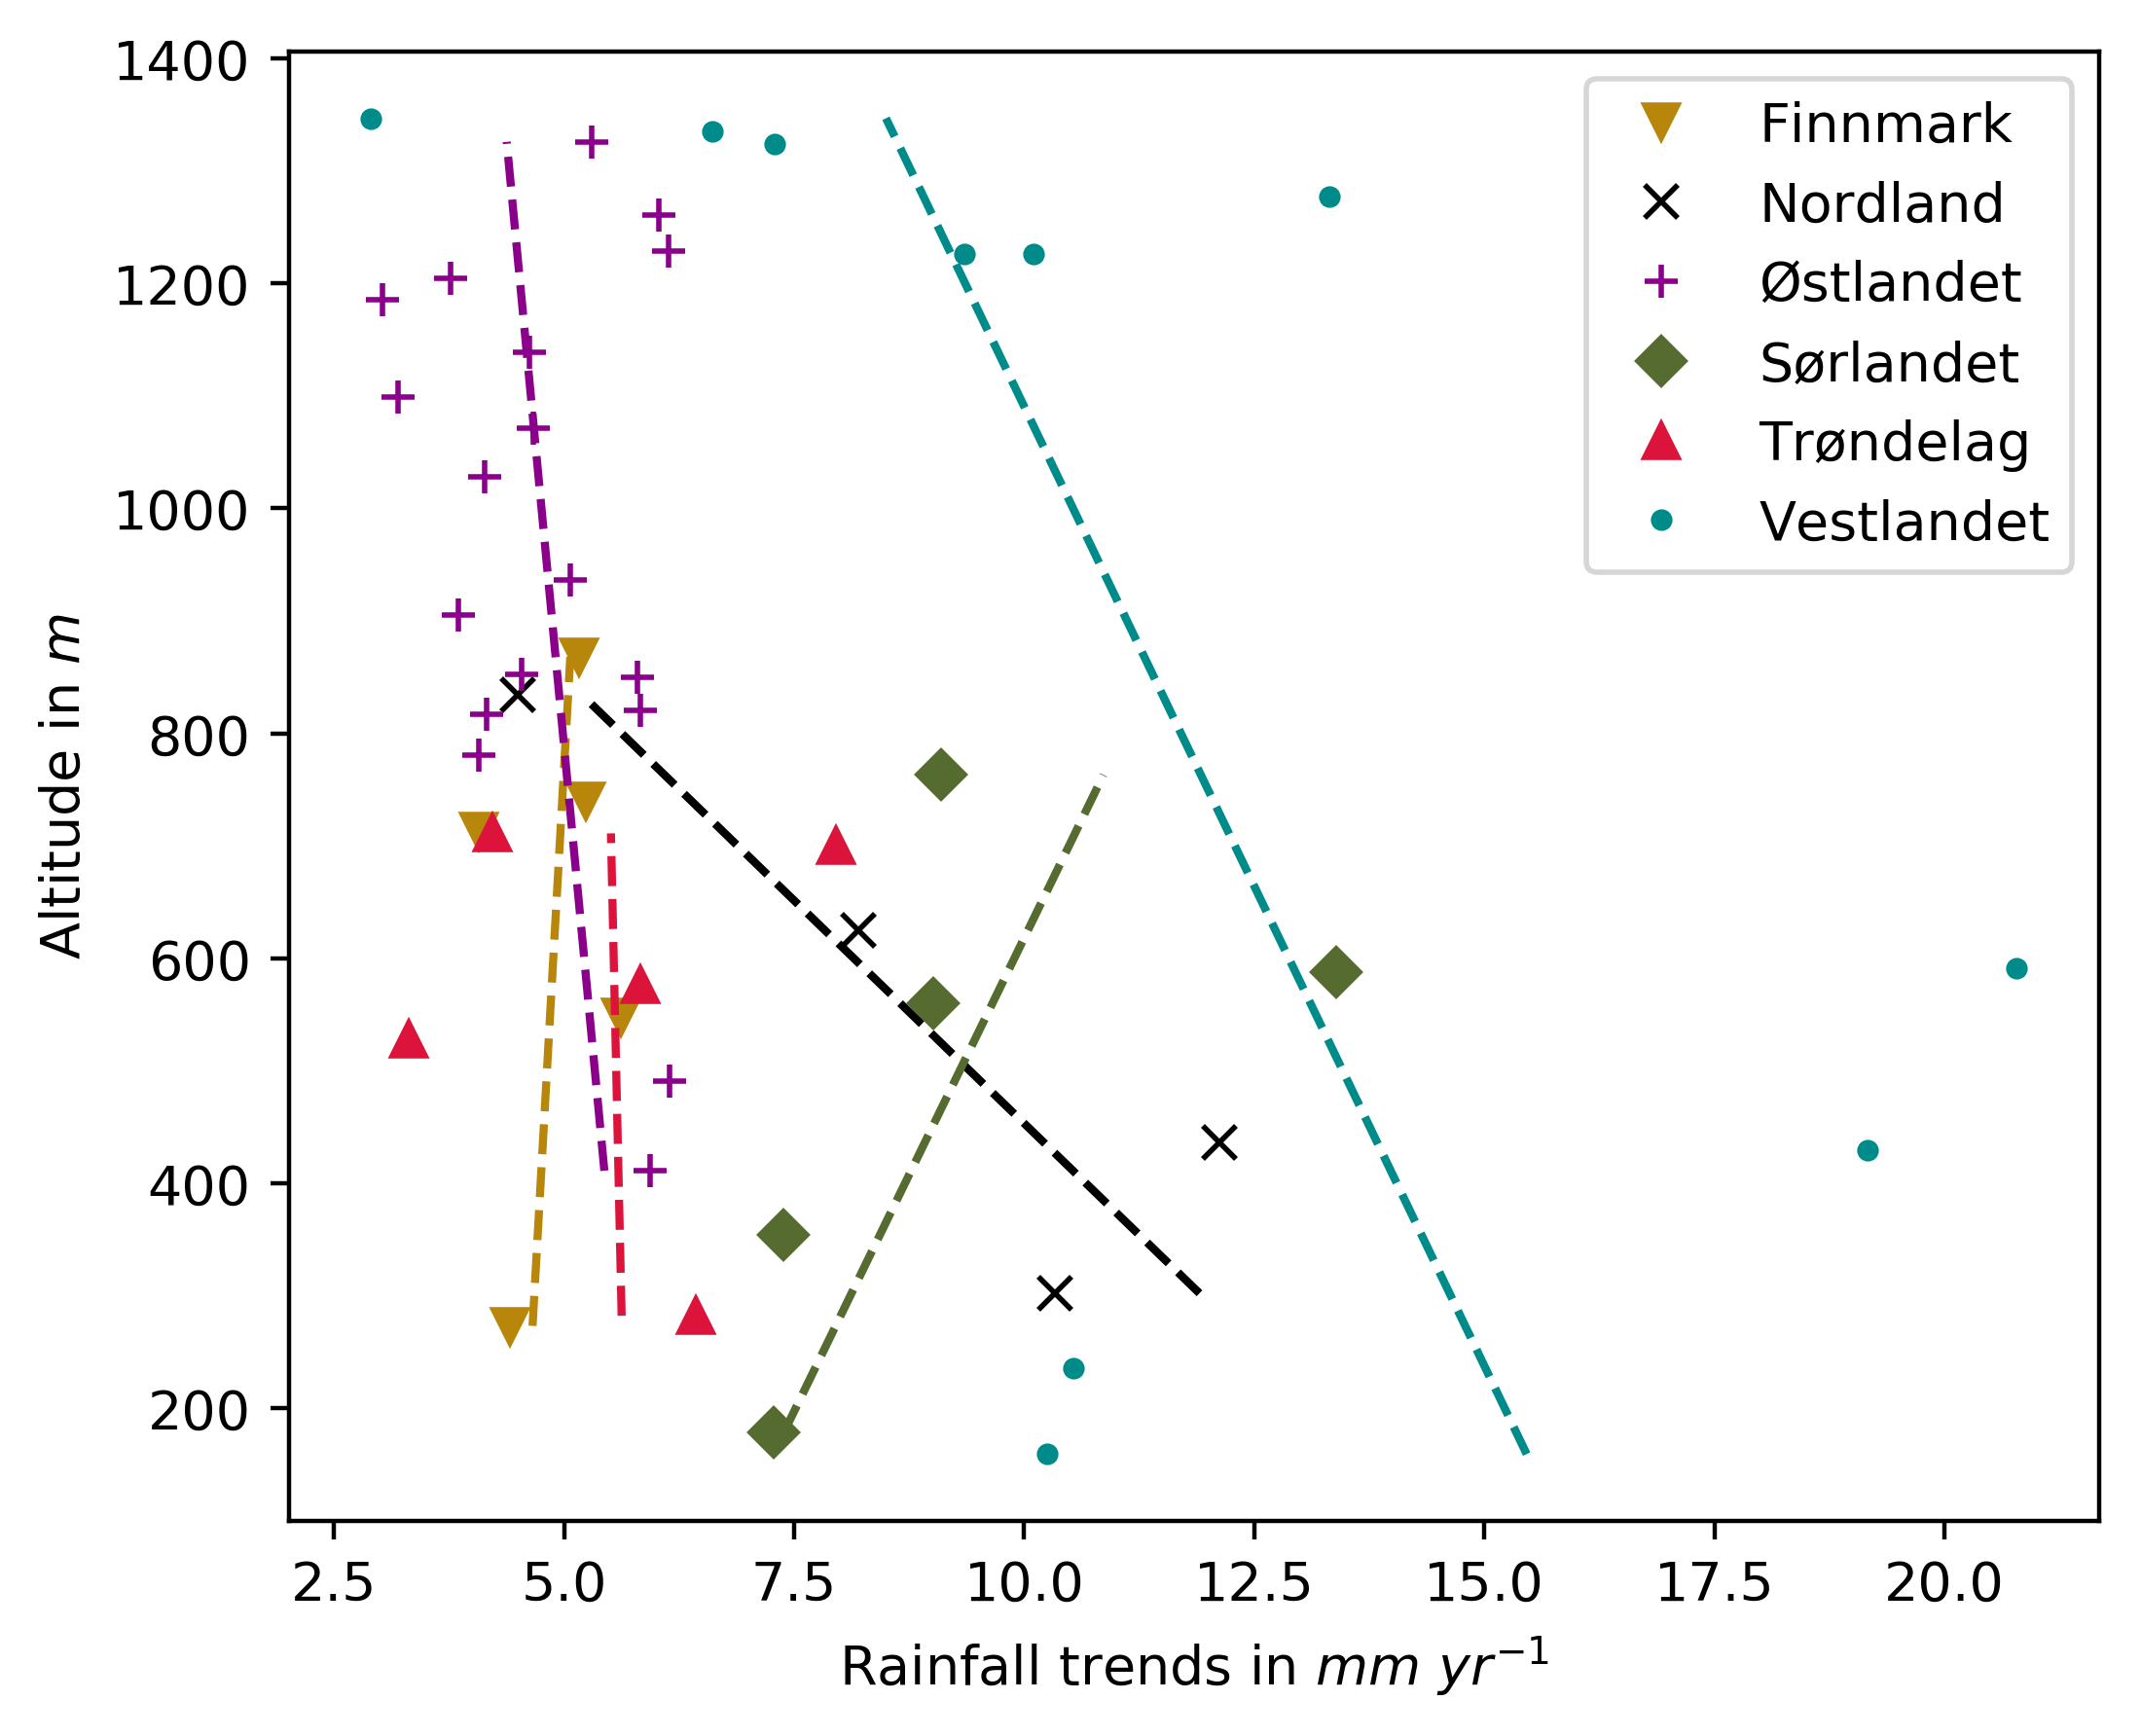 1400
1200
1000
800
600
400
200
Altitude in m
2.5 5.0 7.5 10.0 12.5 15.0 17.5 20.0
Rainfall trends in mm yr⁻¹
Finnmark
Nordland
Østlandet
Sørlandet
Trøndelag
Vestlandet